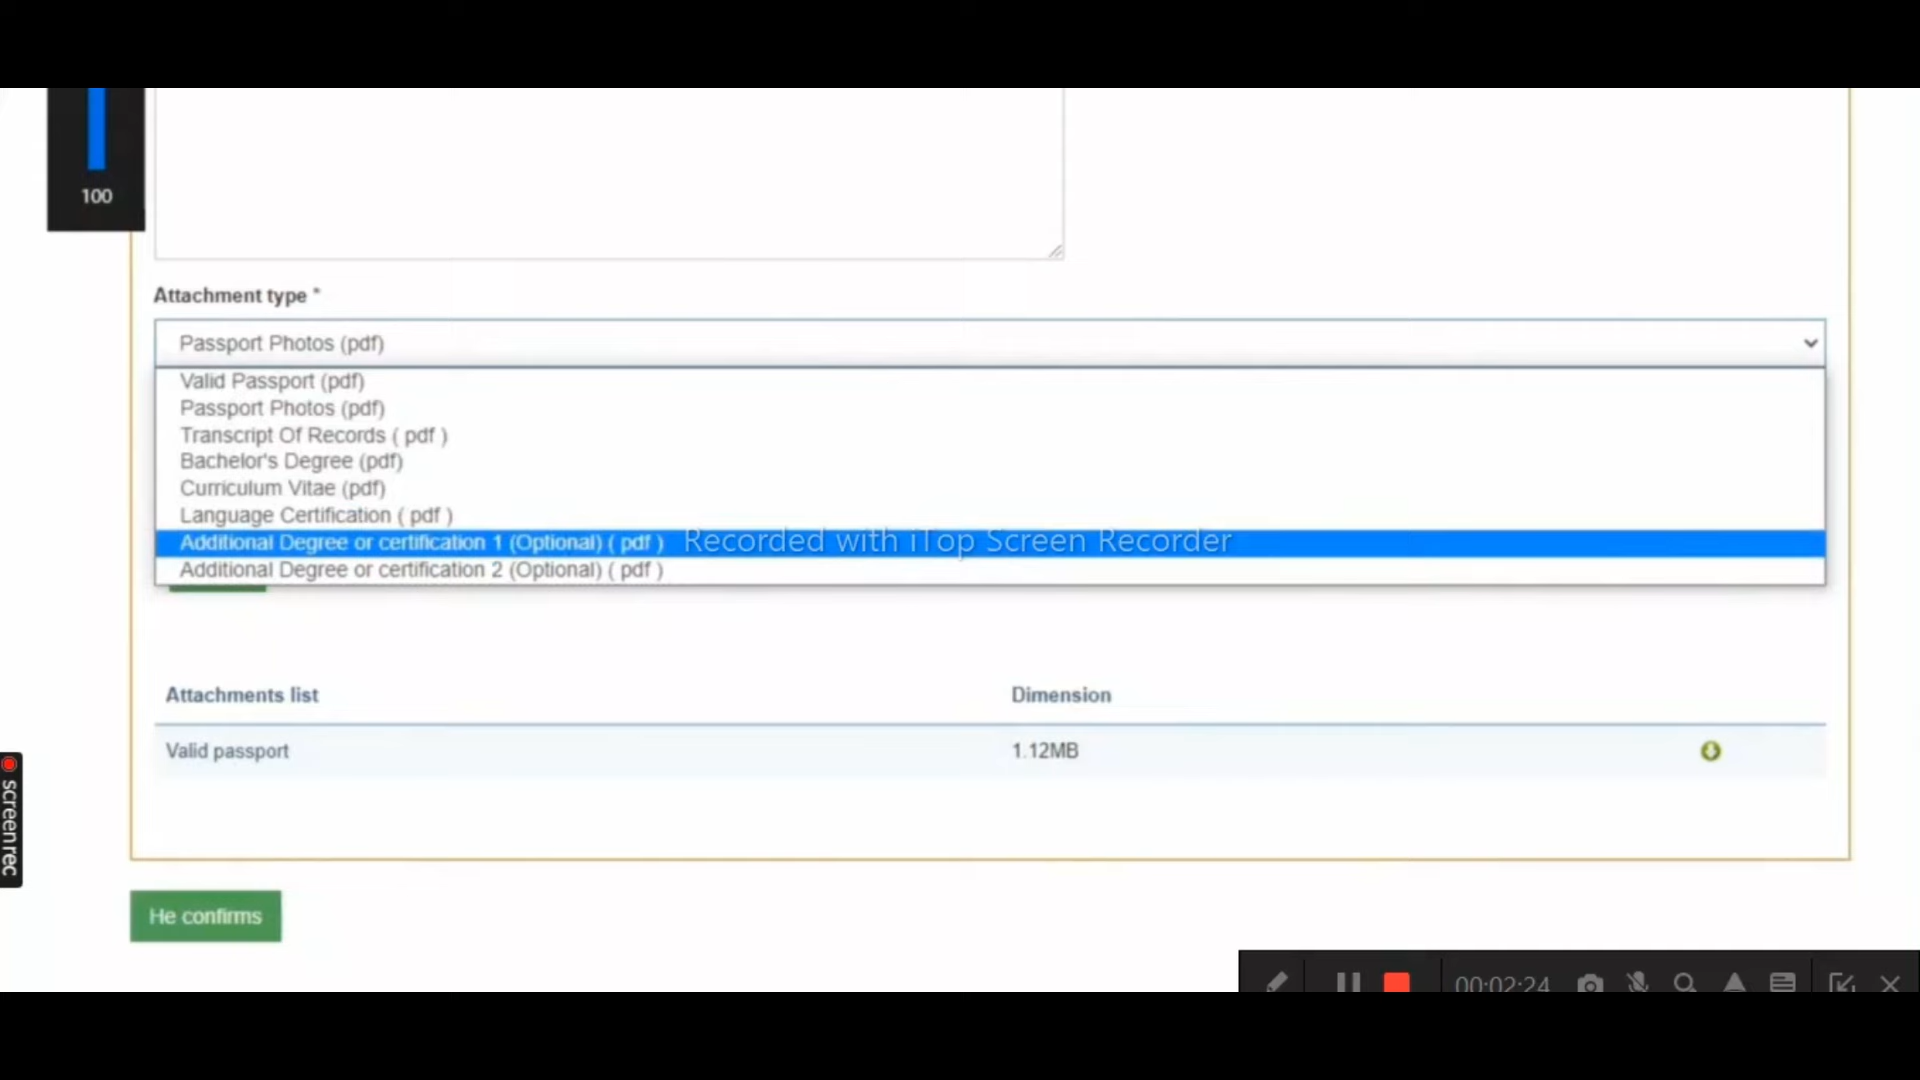 100
Attachment type *
Passport Photos (pdf)
Valid Passport (pdf)
Passport Photos (pdf)
Transcript Of Records ( pdf )
Bachelor's Degree (pdf)
Curriculum Vitae (pdf)
Language Certification ( pdf )
Additional Degree or certification 1 (Optional) ( pdf )
Recorded with iTop Screen Recorder
Additional Degree or certification 2 (Optional) ( pdf )
Attachments list Dimension
Valid passport 1.12MB
screenrec
He confirms
00:02:24